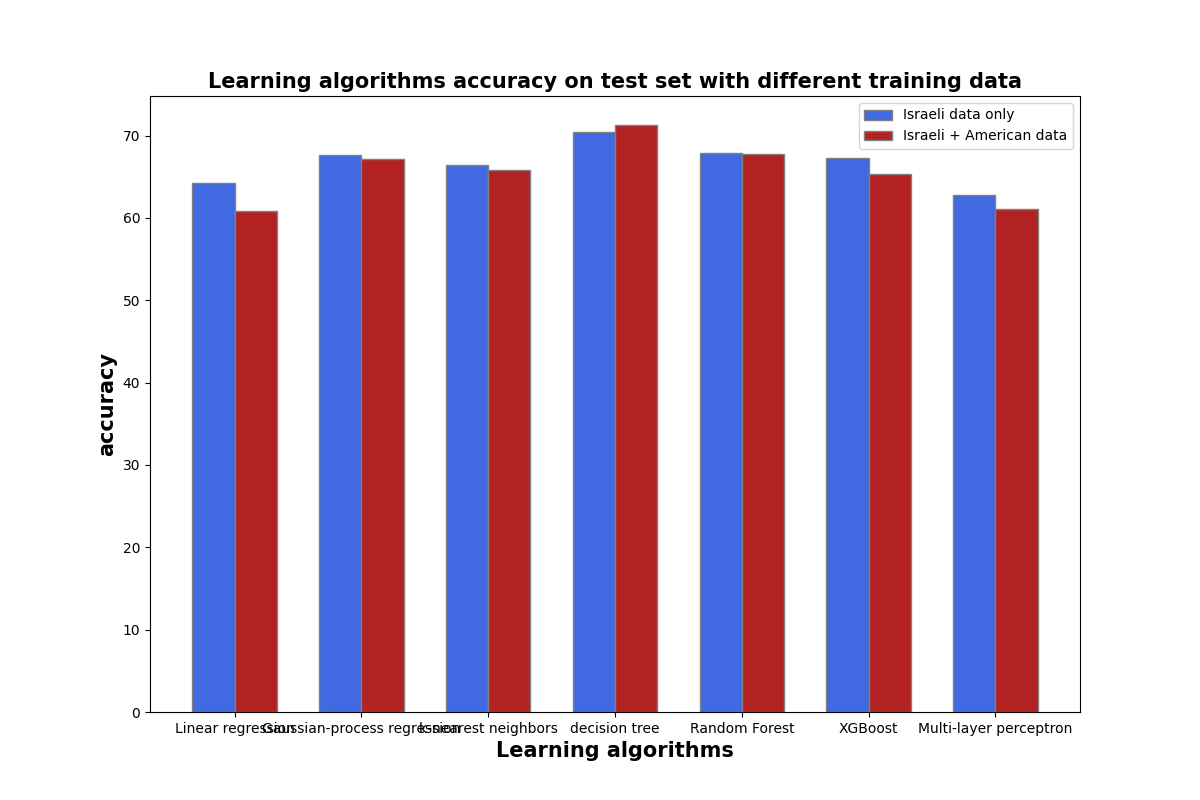 Learning algorithms accuracy on test set with different training data
Israeli data only
Israeli + American data
70
60
50
40
30
20
10
0
accuracy
Linear regression Gaussian-process regression k-nearest neighbors decision tree Random Forest XGBoost Multi-layer perceptron
Learning algorithms